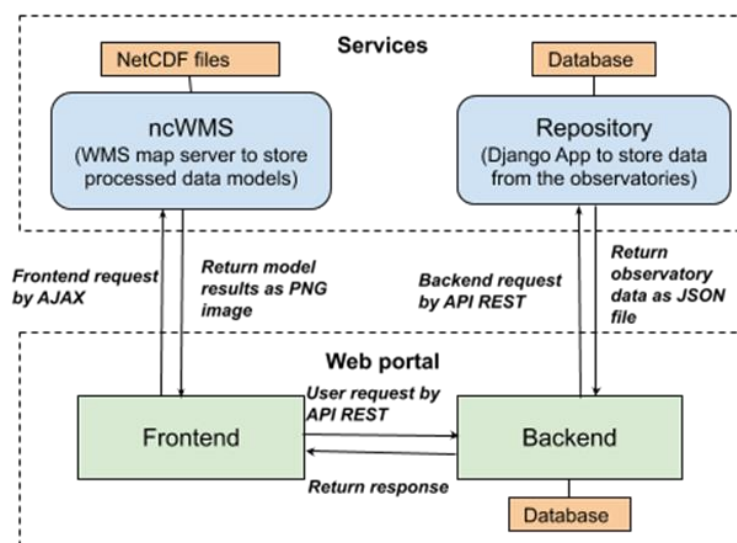 Services
NetCDF files
Database
ncWMS
(WMS map server to store
processed data models)
Repository
(Django App to store data
from the observatories)
Frontend request
by AJAX
Return model
results as PNG
image
Backend request
by API REST
Return
observatory
data as JSON
file
Web portal
User request by
API REST
Frontend
Backend
Return response
Database